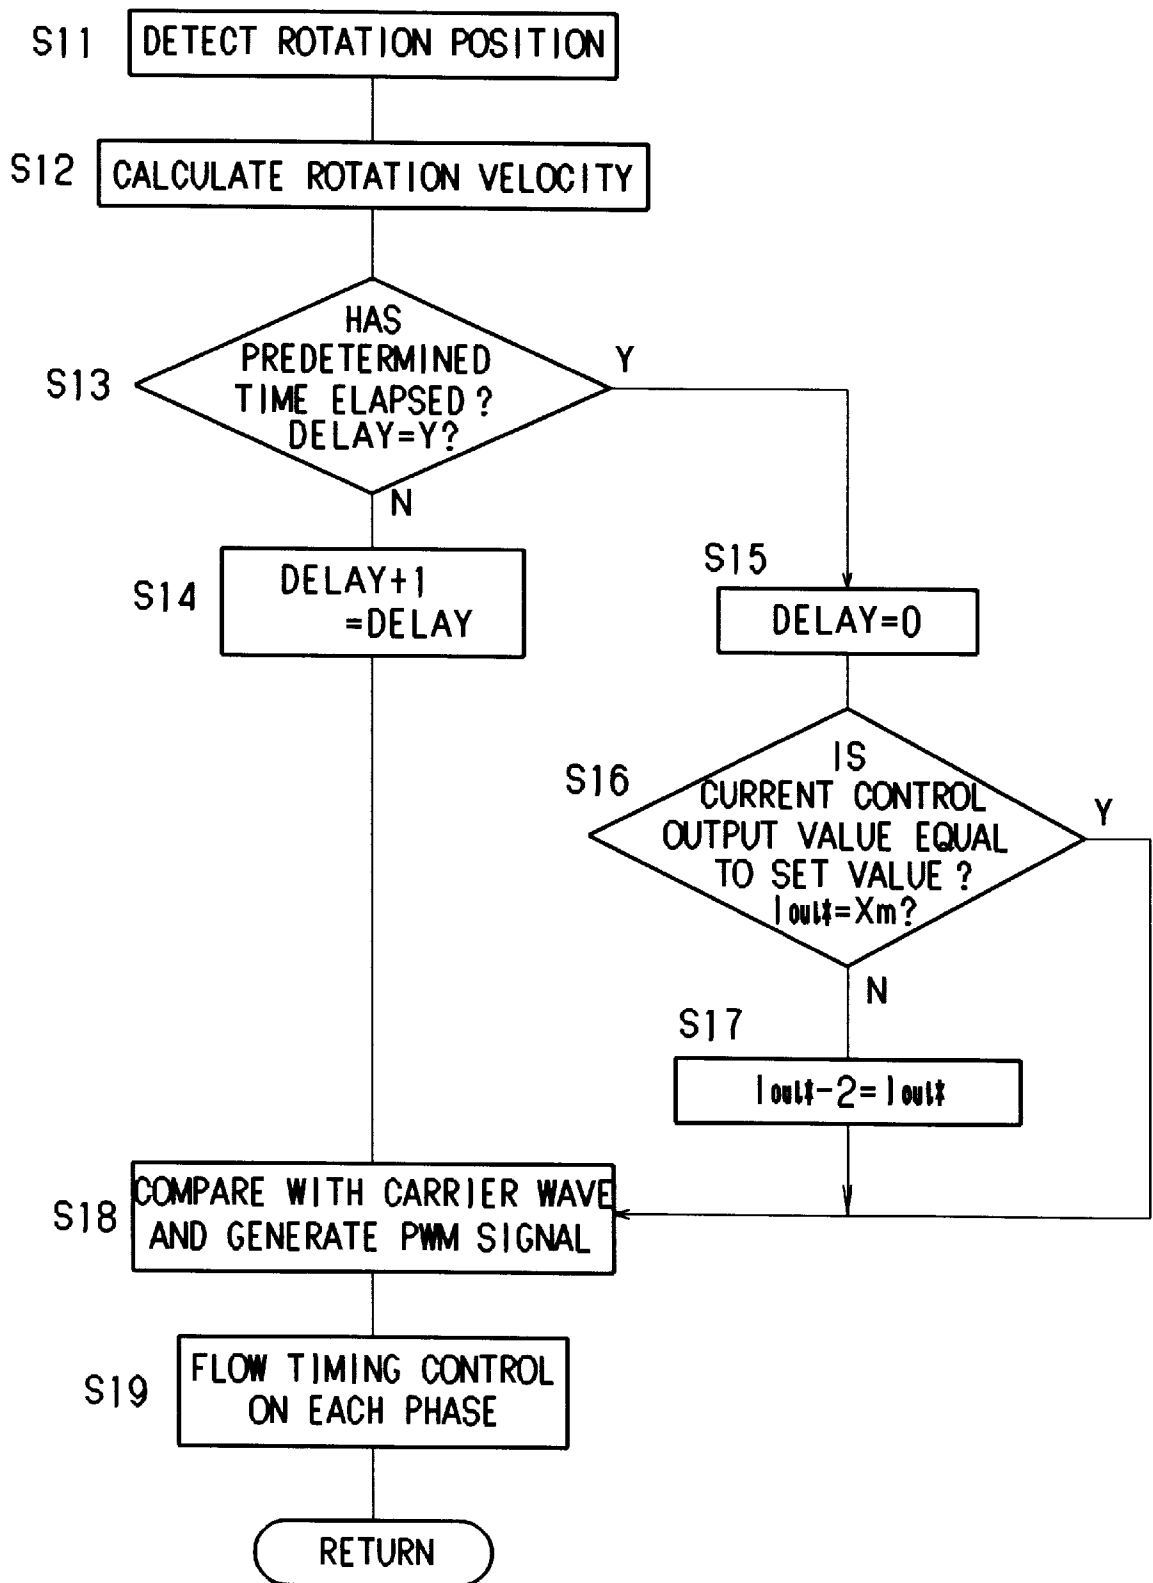 S11
DETECT ROTATION POSITION
S12
CALCULATE ROTATION VELOCITY
S13
HAS
PREDETERMINED
TIME ELAPSED?
DELAY=Y?
Y
N
S14
DELAY+1
=DELAY
S15
DELAY=0
S16
IS
CURRENT CONTROL
OUTPUT VALUE EQUAL
TO SET VALUE?
Iout*=Xm?
Y
N
S17
Iout*-2=Iout*
S18
COMPARE WITH CARRIER WAVE
AND GENERATE PWM SIGNAL
S19
FLOW TIMING CONTROL
ON EACH PHASE
RETURN